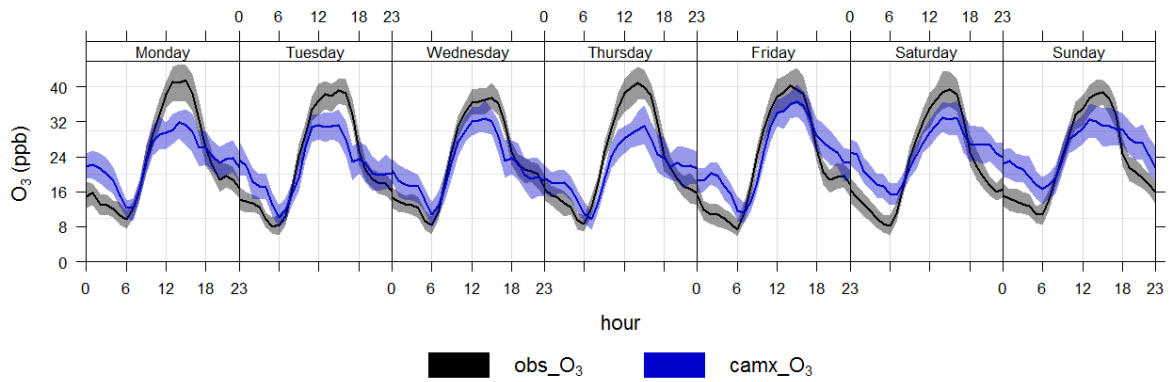 0 6 12 18 23 0 6 12 18 23 0 6 12 18 23
Monday Tuesday Wednesday Thursday Friday Saturday Sunday
40
32
24
16
8
0
O₃ (ppb)
0 6 12 18 23 0 6 12 18 23 0 6 12 18 23 0 6 12 18 23
hour
obs_O₃ camx_O₃